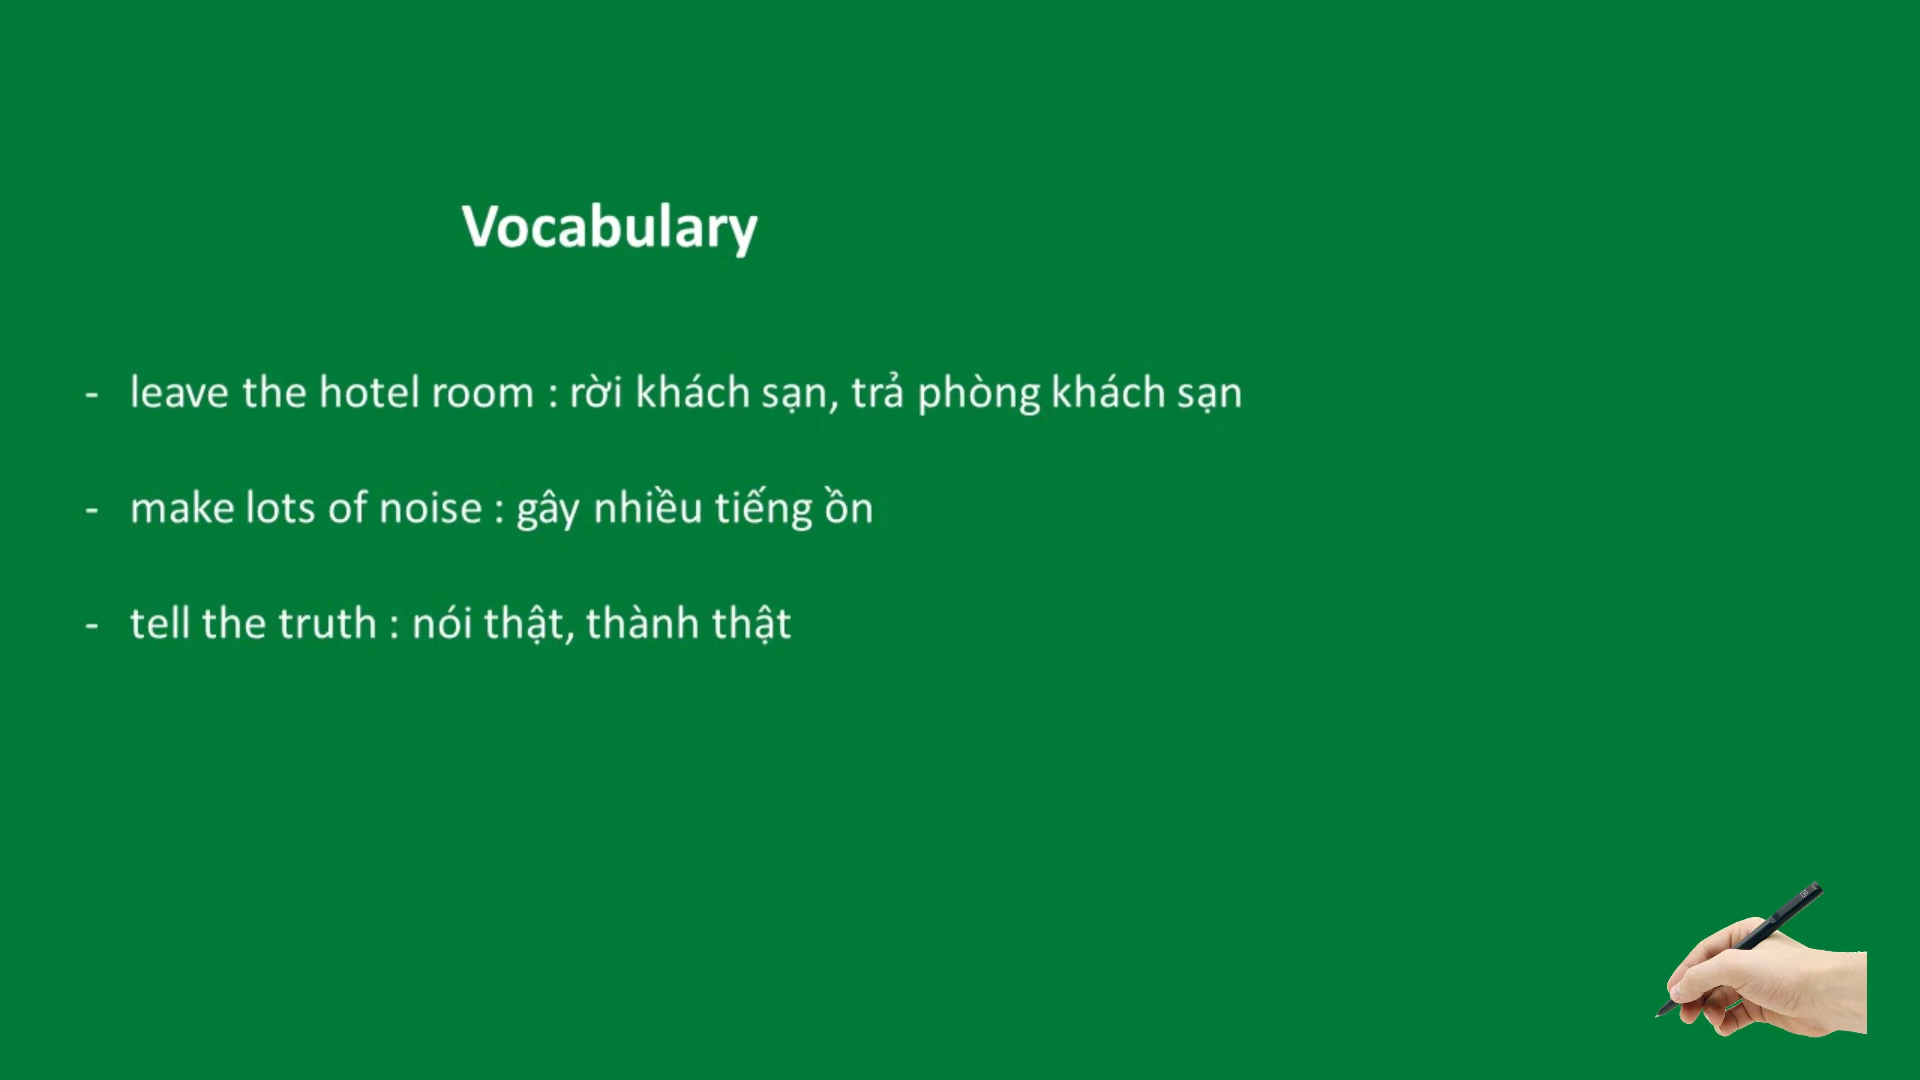 Vocabulary
- leave the hotel room : rời khách sạn, trả phòng khách sạn
- make lots of noise : gây nhiều tiếng ồn
- tell the truth : nói thật, thành thật